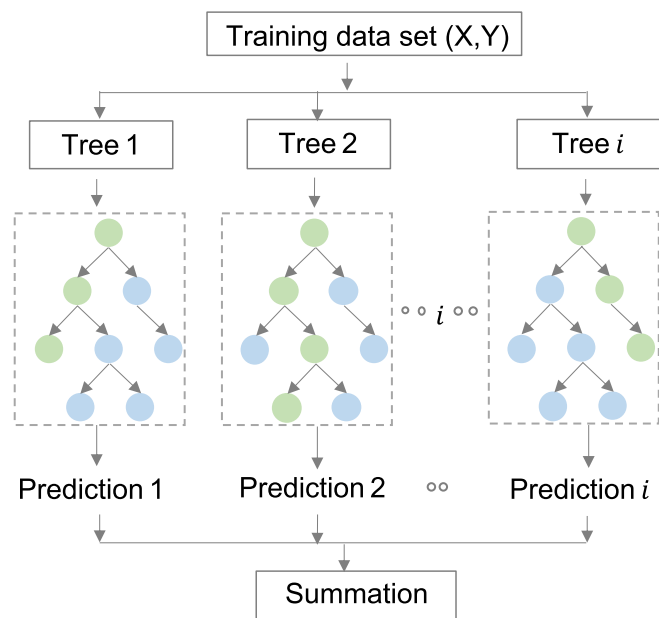 Training data set (X,Y)
Tree 1
Tree 2
Tree i
i
Prediction 1
Prediction 2
Prediction i
Summation